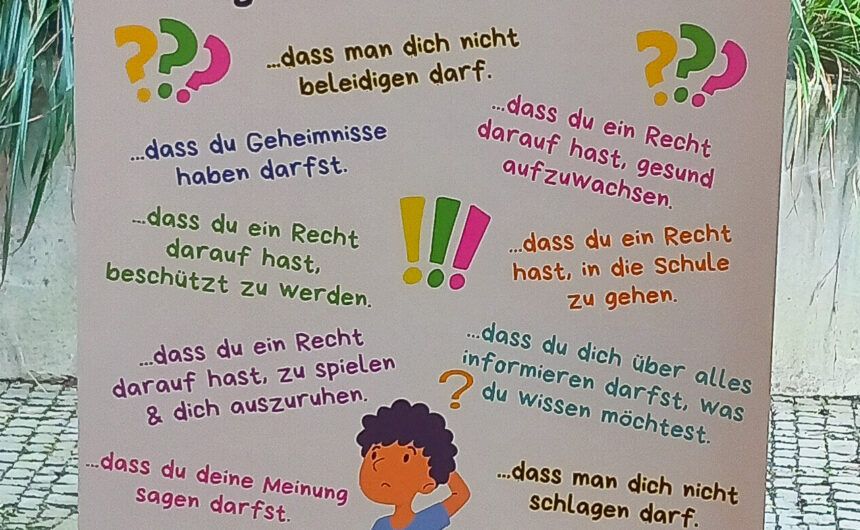 ...dass man dich nicht
beleidigen darf.
...dass du Geheimnisse
haben darfst.
...dass du ein Recht
darauf hast, gesund
aufzuwachsen.
...dass du ein Recht
darauf hast,
beschützt zu werden.
...dass du ein Recht
hast, in die Schule
zu gehen.
...dass du ein Recht
darauf hast, zu spielen
& dich auszuruhen.
...dass du dich über alles
informieren darfst, was
du wissen möchtest.
...dass du deine Meinung
sagen darfst.
...dass man dich nicht
schlagen darf.